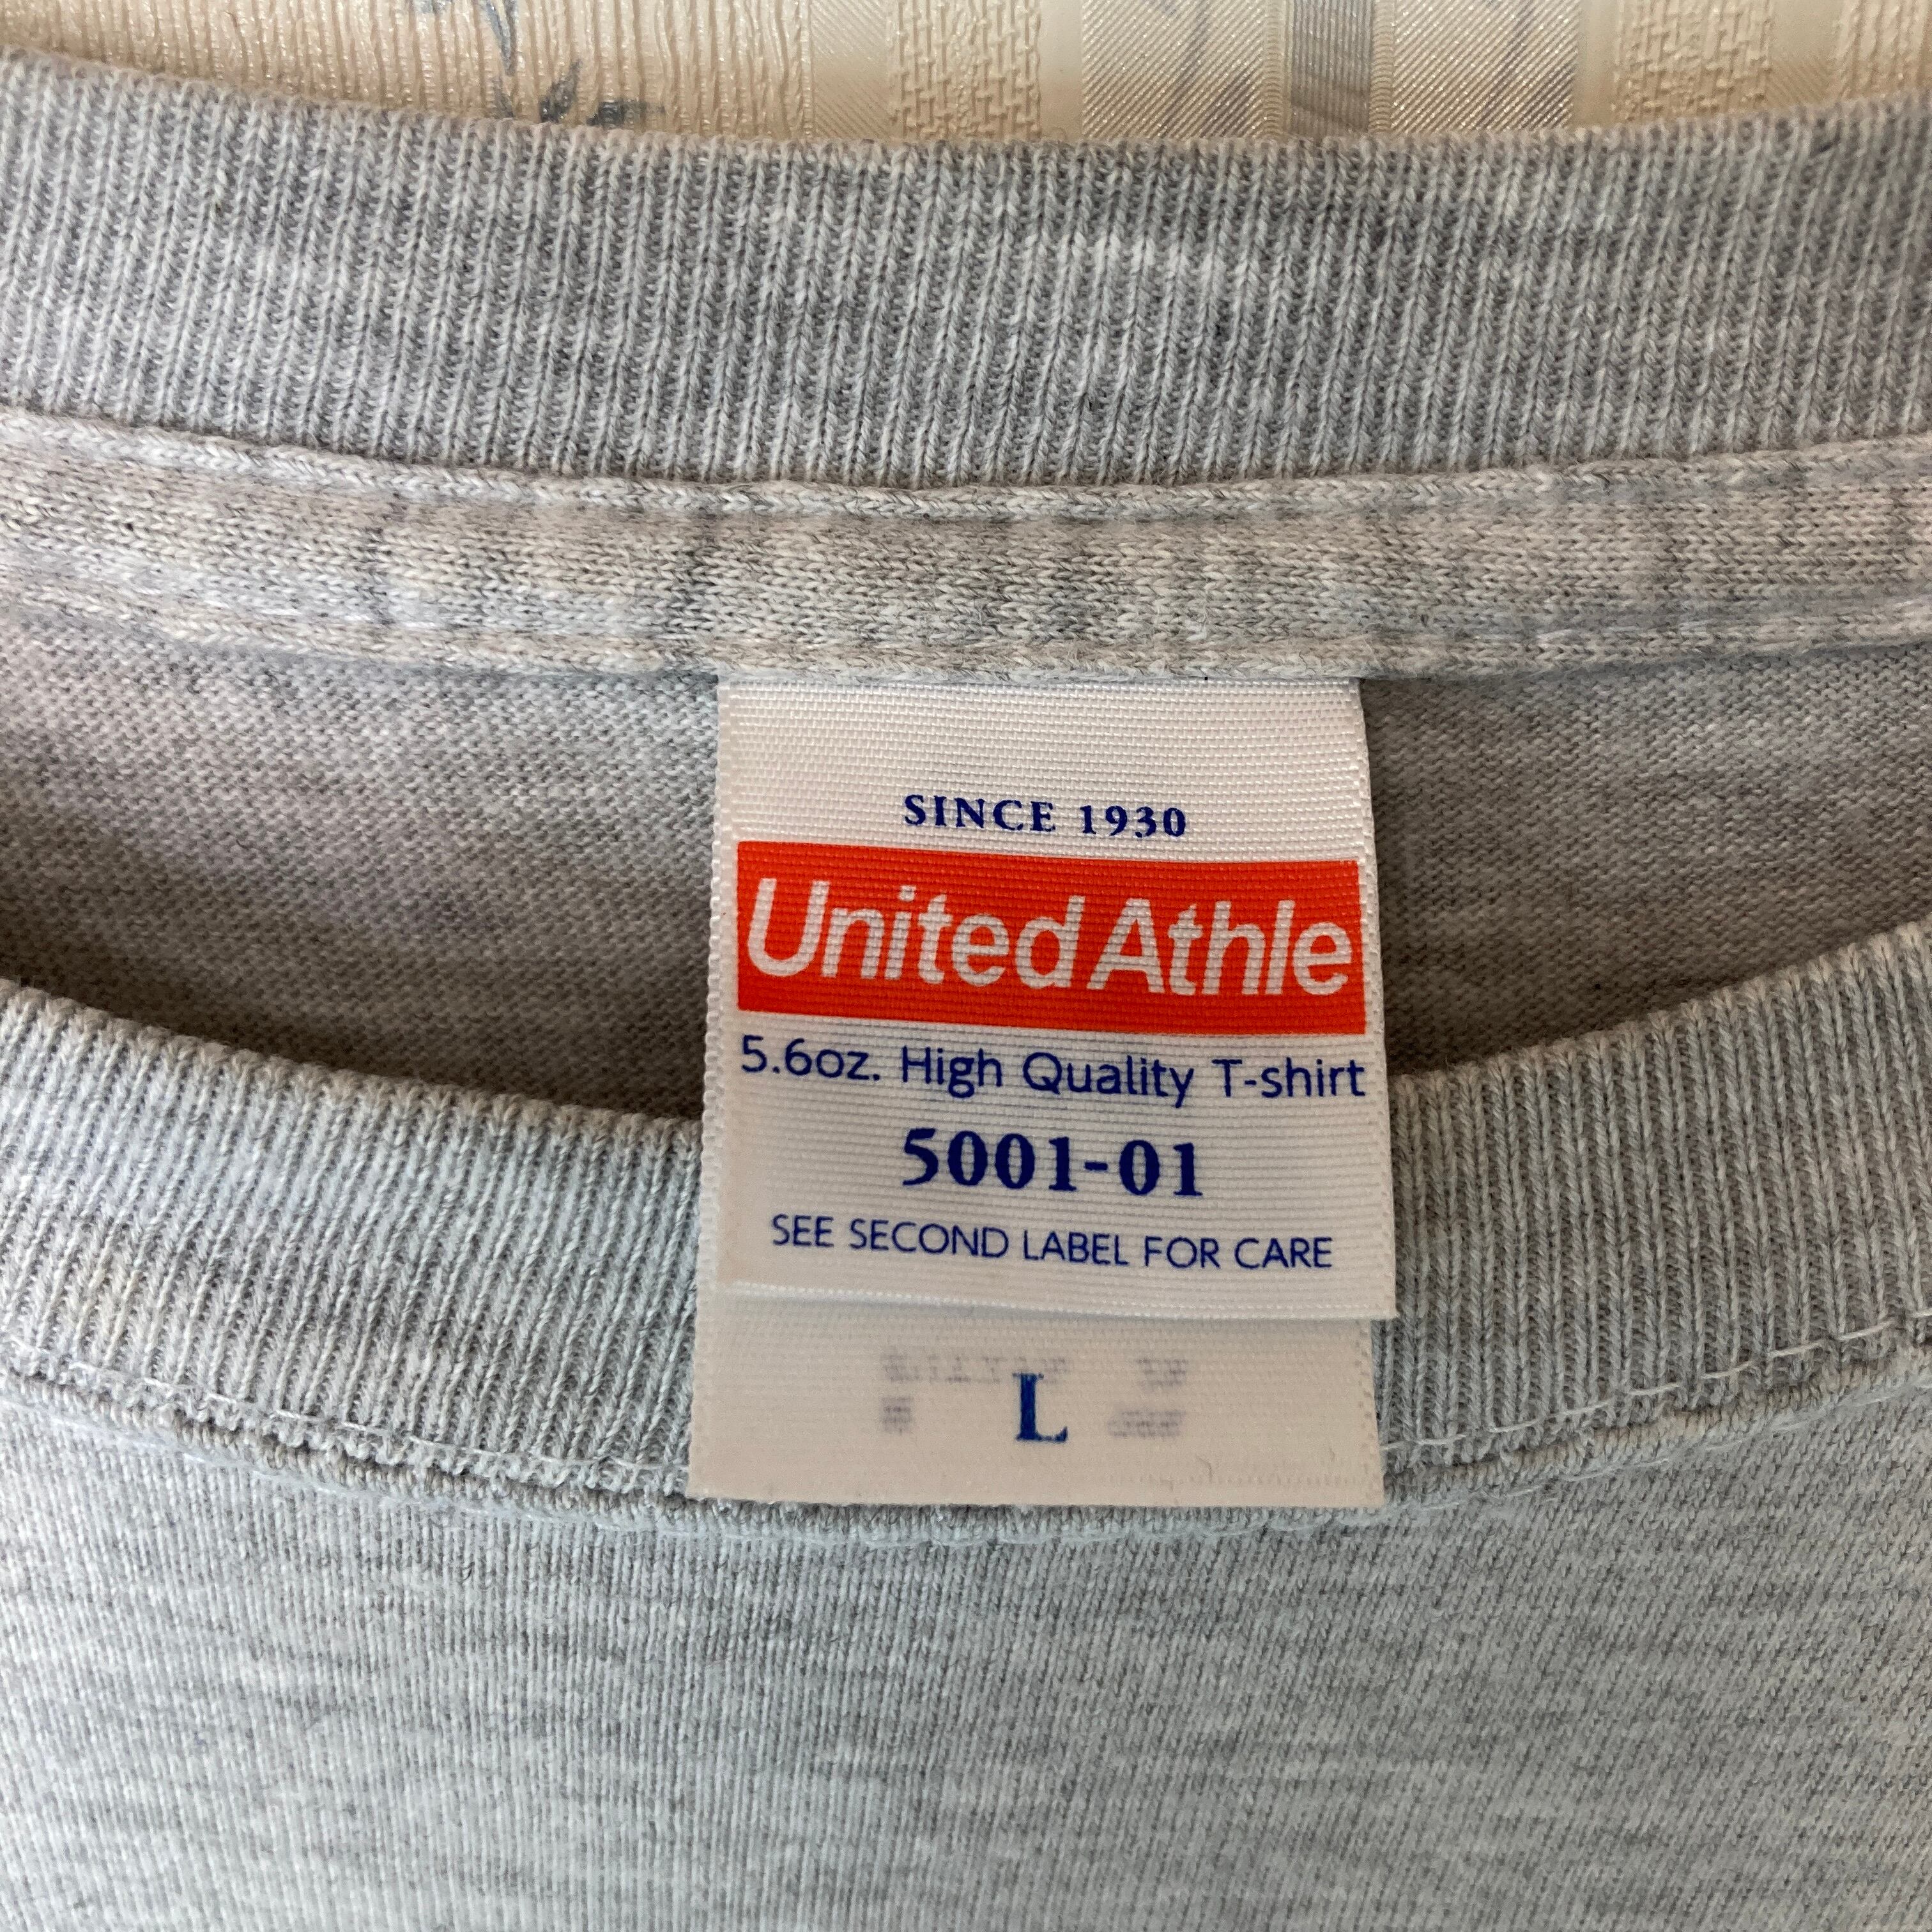 SINCE 1930
United Athle
5.6oz. High Quality T-shirt
5001-01
SEE SECOND LABEL FOR CARE
L